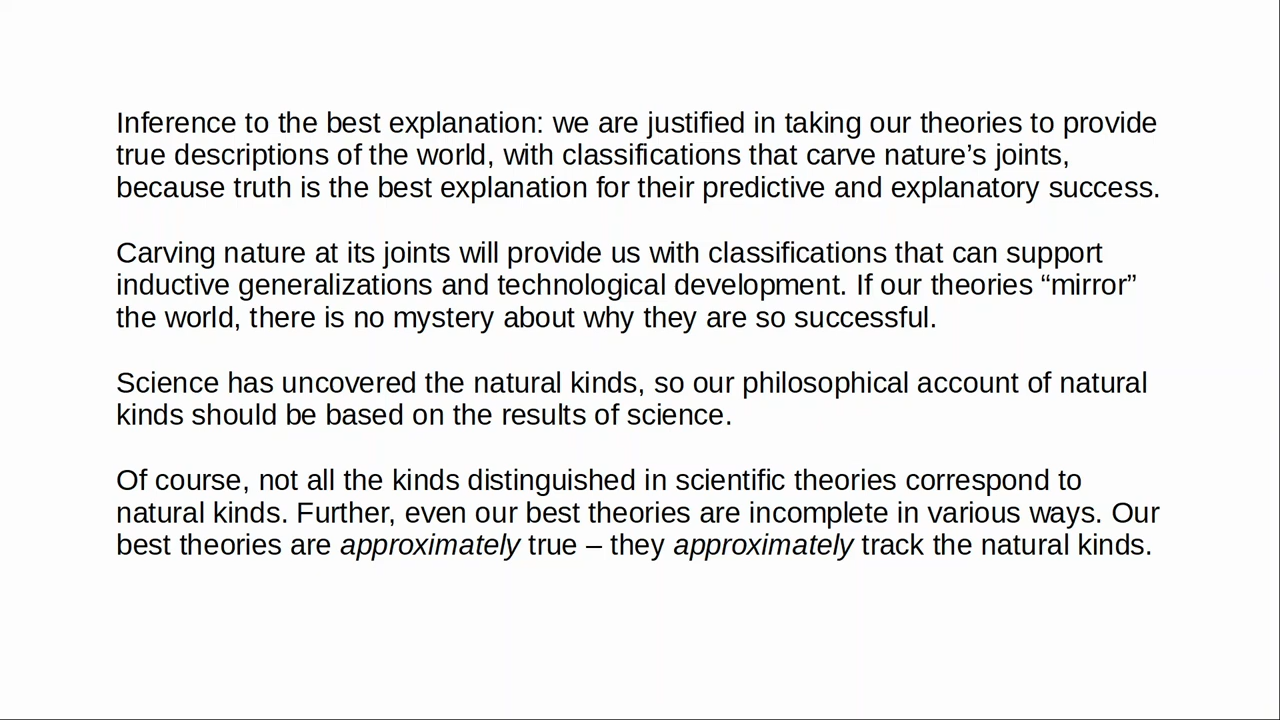 Inference to the best explanation: we are justified in taking our theories to provide
true descriptions of the world, with classifications that carve nature’s joints,
because truth is the best explanation for their predictive and explanatory success.
Carving nature at its joints will provide us with classifications that can support
inductive generalizations and technological development. If our theories “mirror”
the world, there is no mystery about why they are so successful.
Science has uncovered the natural kinds, so our philosophical account of natural
kinds should be based on the results of science.
Of course, not all the kinds distinguished in scientific theories correspond to
natural kinds. Further, even our best theories are incomplete in various ways. Our
best theories are approximately true – they approximately track the natural kinds.